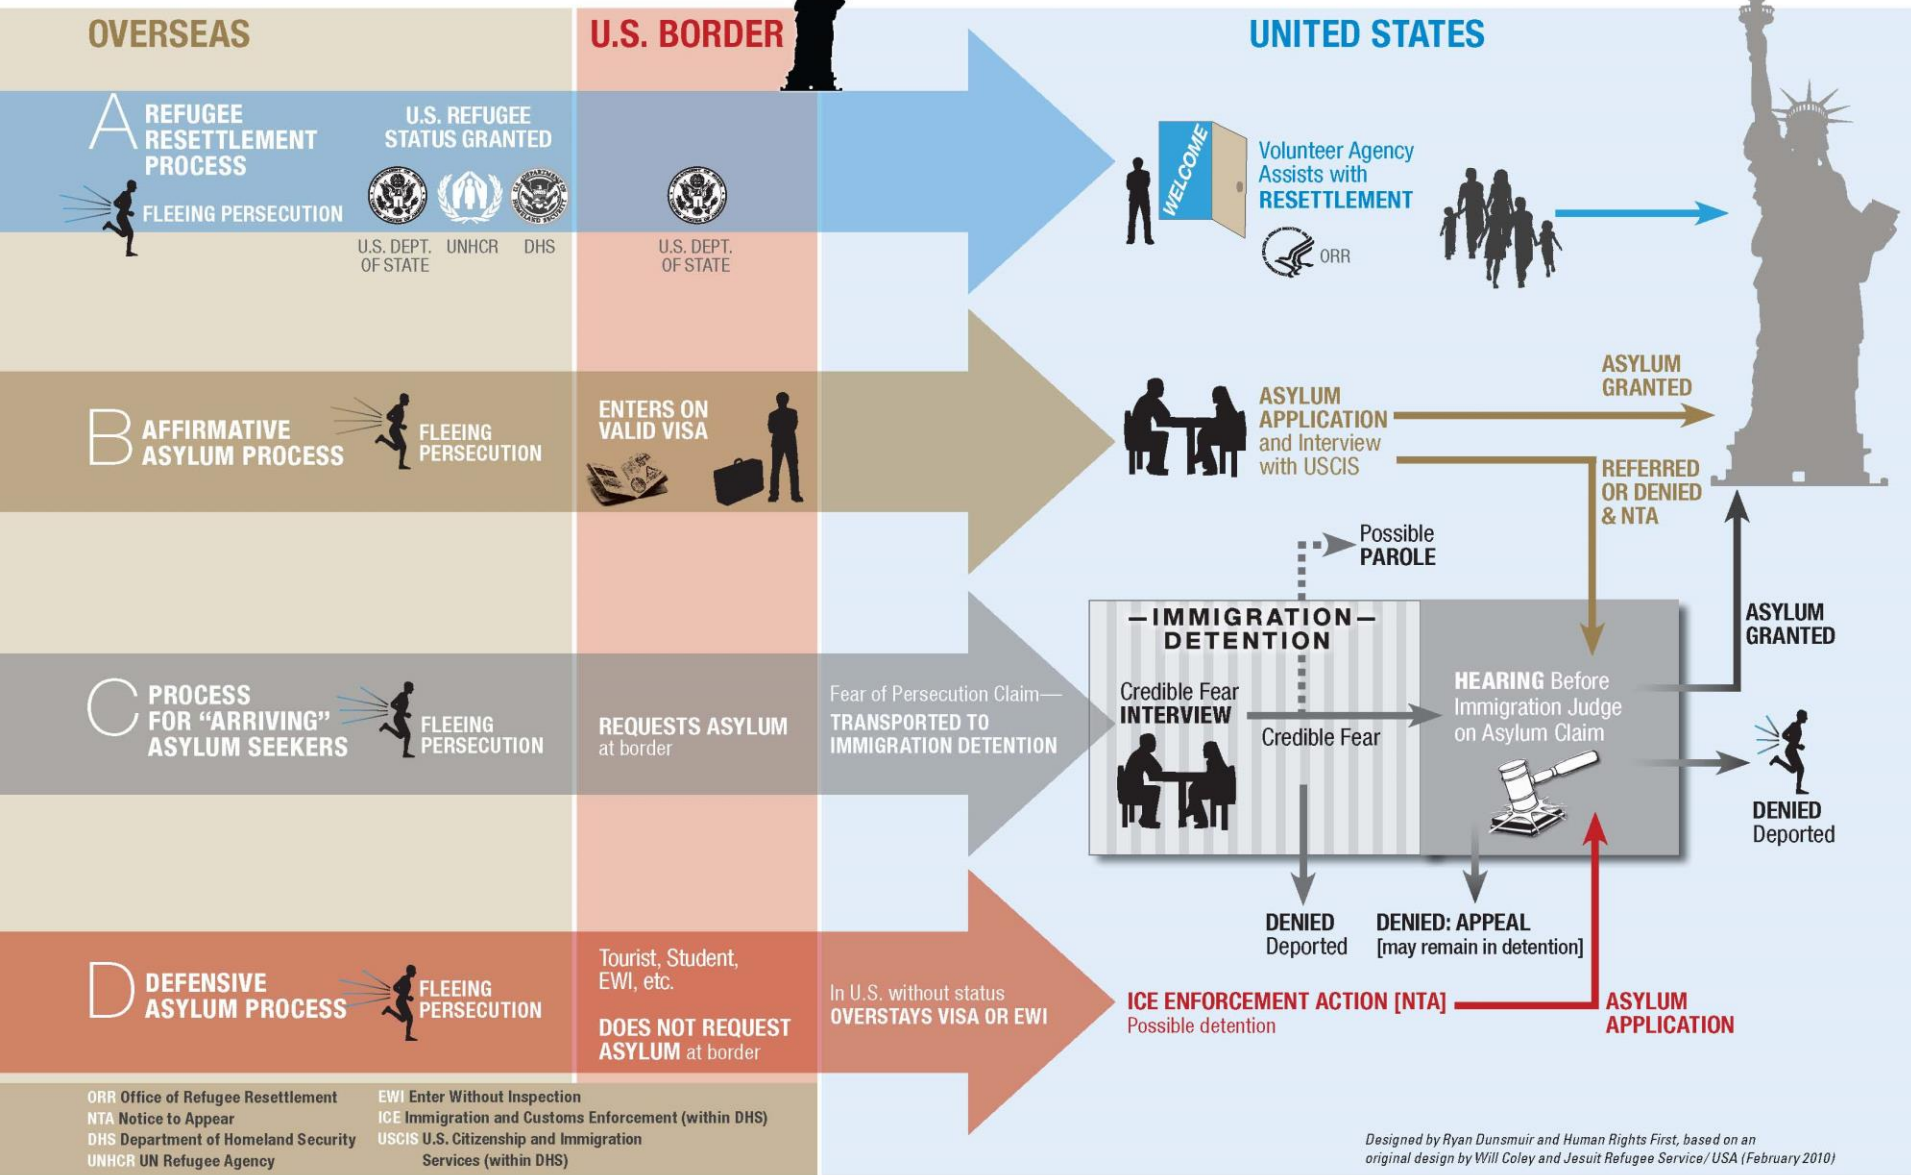 OVERSEAS
U.S. BORDER
UNITED STATES
A
REFUGEE
RESETTLEMENT
PROCESS
FLEEING PERSECUTION
U.S. REFUGEE
STATUS GRANTED
U.S. DEPT.
OF STATE
UNHCR
DHS
U.S. DEPT.
OF STATE
WELCOME
Volunteer Agency
Assists with
RESETTLEMENT
ORR
B
AFFIRMATIVE
ASYLUM PROCESS
FLEEING
PERSECUTION
ENTERS ON
VALID VISA
ASYLUM
APPLICATION
and Interview
with USCIS
ASYLUM
GRANTED
REFERRED
OR DENIED
& NTA
Possible
PAROLE
C
PROCESS
FOR “ARRIVING”
ASYLUM SEEKERS
FLEEING
PERSECUTION
REQUESTS ASYLUM
at border
Fear of Persecution Claim—
TRANSPORTED TO
IMMIGRATION DETENTION
–IMMIGRATION–
DETENTION
Credible Fear
INTERVIEW
Credible Fear
HEARING Before
Immigration Judge
on Asylum Claim
ASYLUM
GRANTED
DENIED
Deported
DENIED
Deported
DENIED: APPEAL
[may remain in detention]
D
DEFENSIVE
ASYLUM PROCESS
FLEEING
PERSECUTION
Tourist, Student,
EWI, etc.
DOES NOT REQUEST
ASYLUM at border
In U.S. without status
OVERSTAYS VISA OR EWI
ICE ENFORCEMENT ACTION [NTA]
Possible detention
ASYLUM
APPLICATION
ORR Office of Refugee Resettlement
NTA Notice to Appear
DHS Department of Homeland Security
UNHCR UN Refugee Agency
EWI Enter Without Inspection
ICE Immigration and Customs Enforcement (within DHS)
USCIS U.S. Citizenship and Immigration
Services (within DHS)
Designed by Ryan Dunsmuir and Human Rights First, based on an
original design by Will Coley and Jesuit Refugee Service/ USA (February 2010)